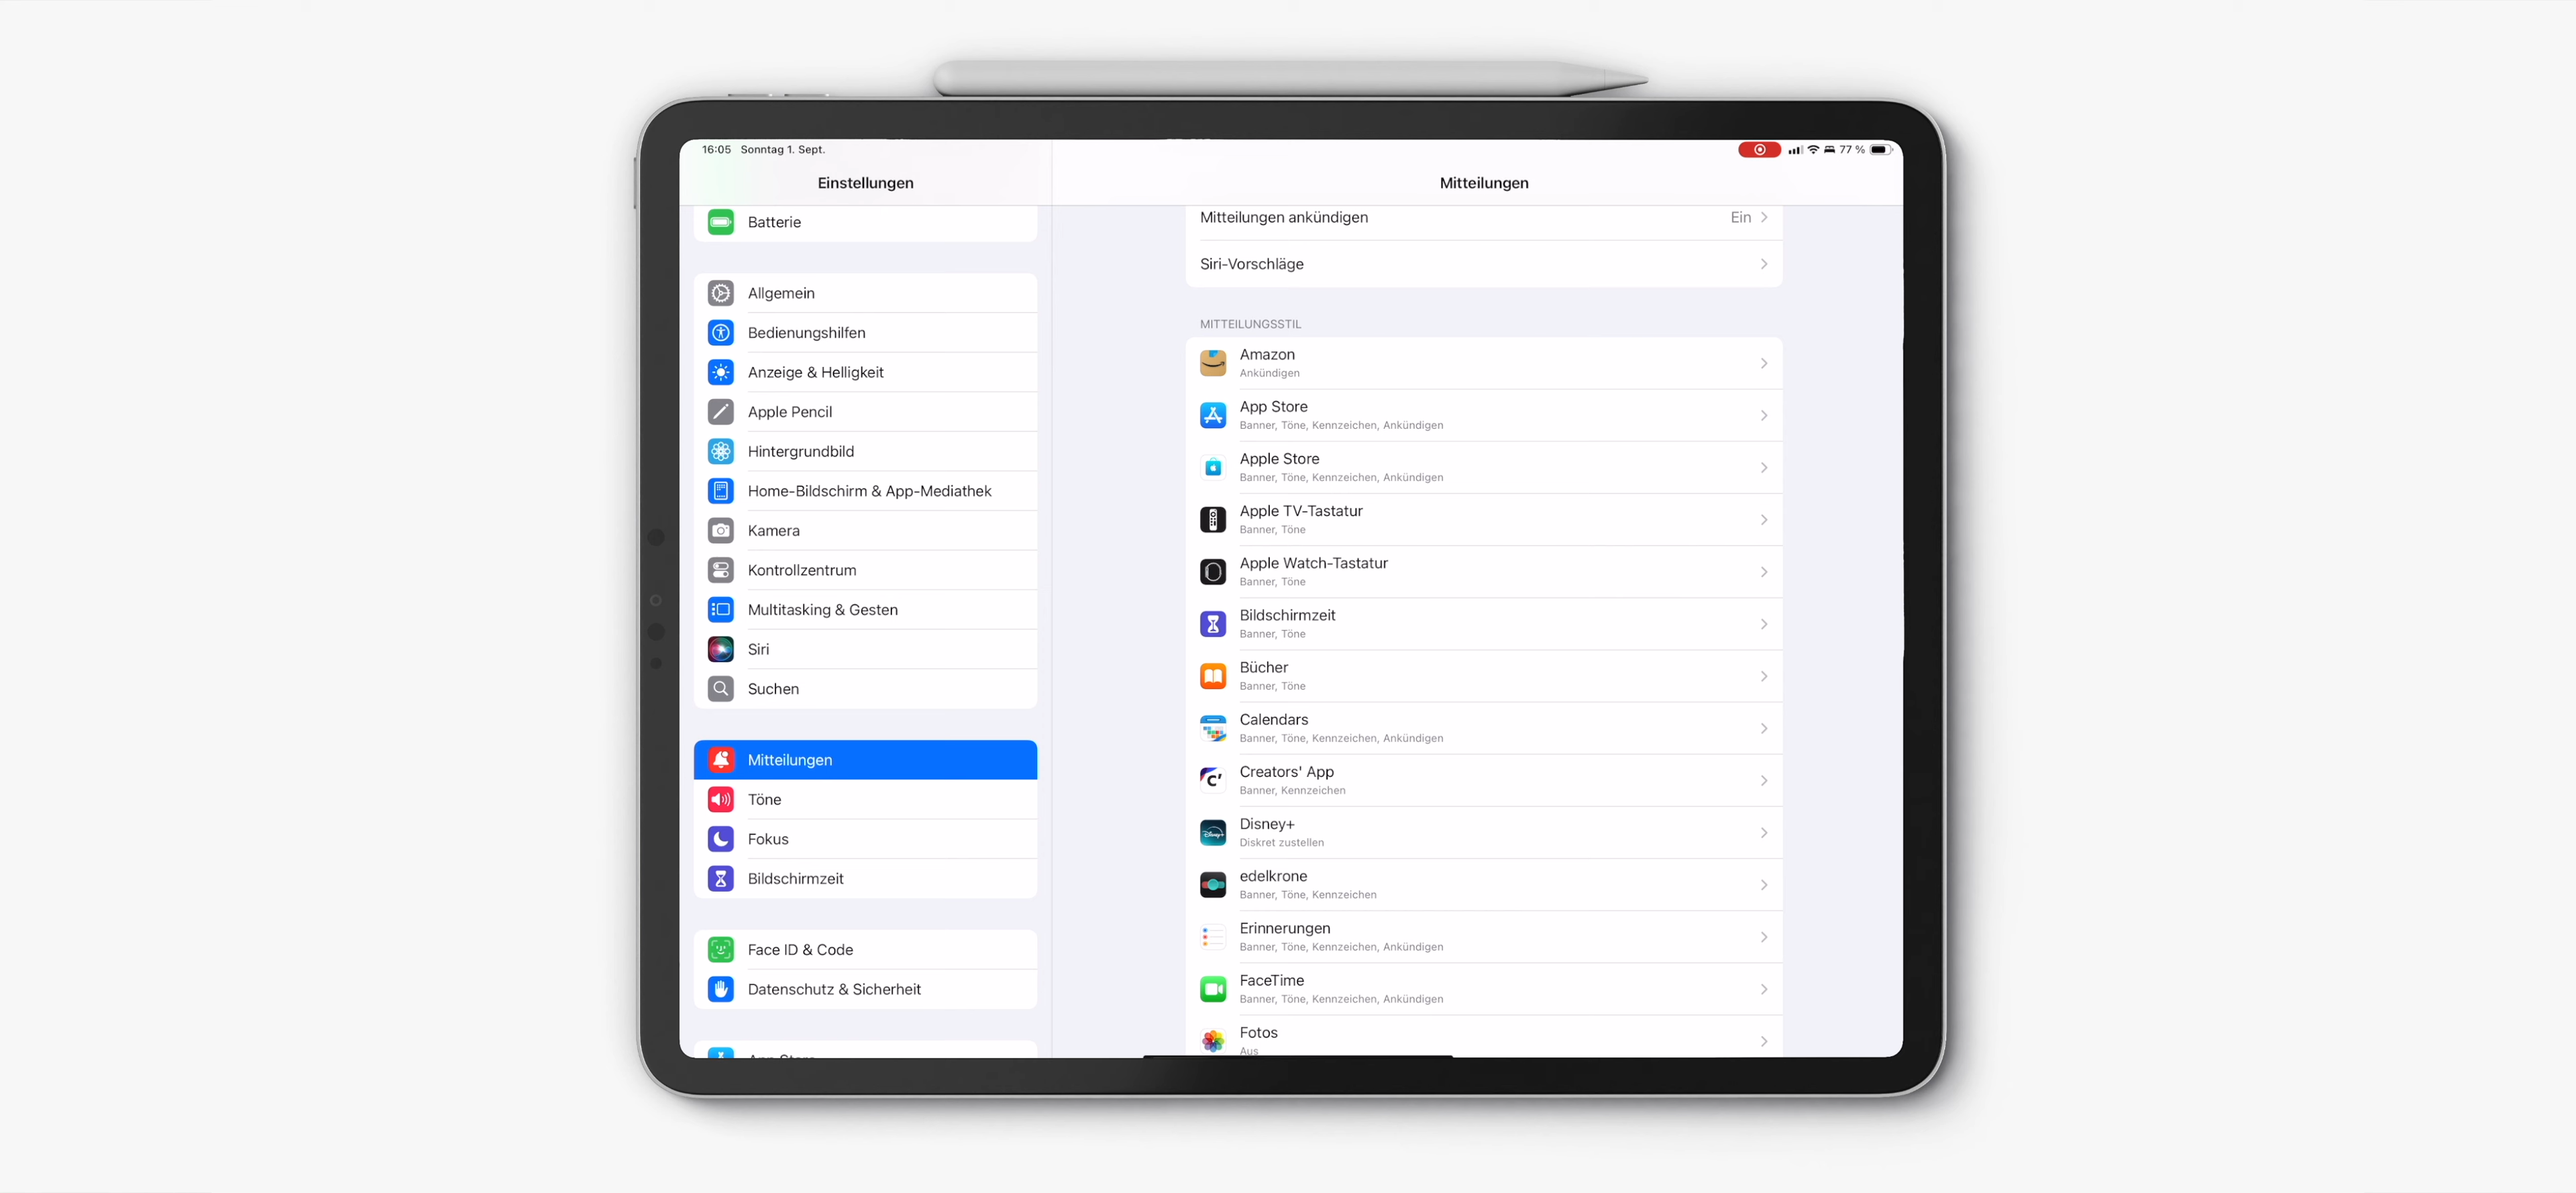 16:05 Sonntag 1. Sept.
77 %
Einstellungen
Batterie
Allgemein
Bedienungshilfen
Anzeige & Helligkeit
Apple Pencil
Hintergrundbild
Home-Bildschirm & App-Mediathek
Kamera
Kontrollzentrum
Multitasking & Gesten
Siri
Suchen
Mitteilungen
Töne
Fokus
Bildschirmzeit
Face ID & Code
Datenschutz & Sicherheit
App Store
Mitteilungen
Mitteilungen ankündigen Ein
Siri-Vorschläge
MITTEILUNGSSTIL
Amazon
Ankündigen
App Store
Banner, Töne, Kennzeichen, Ankündigen
Apple Store
Banner, Töne, Kennzeichen, Ankündigen
Apple TV-Tastatur
Banner, Töne
Apple Watch-Tastatur
Banner, Töne
Bildschirmzeit
Banner, Töne
Bücher
Banner, Töne
Calendars
Banner, Töne, Kennzeichen, Ankündigen
C'
Creators' App
Banner, Kennzeichen
Disney+
Disney+
Diskret zustellen
edelkrone
Banner, Töne, Kennzeichen
Erinnerungen
Banner, Töne, Kennzeichen, Ankündigen
FaceTime
Banner, Töne, Kennzeichen, Ankündigen
Fotos
Aus